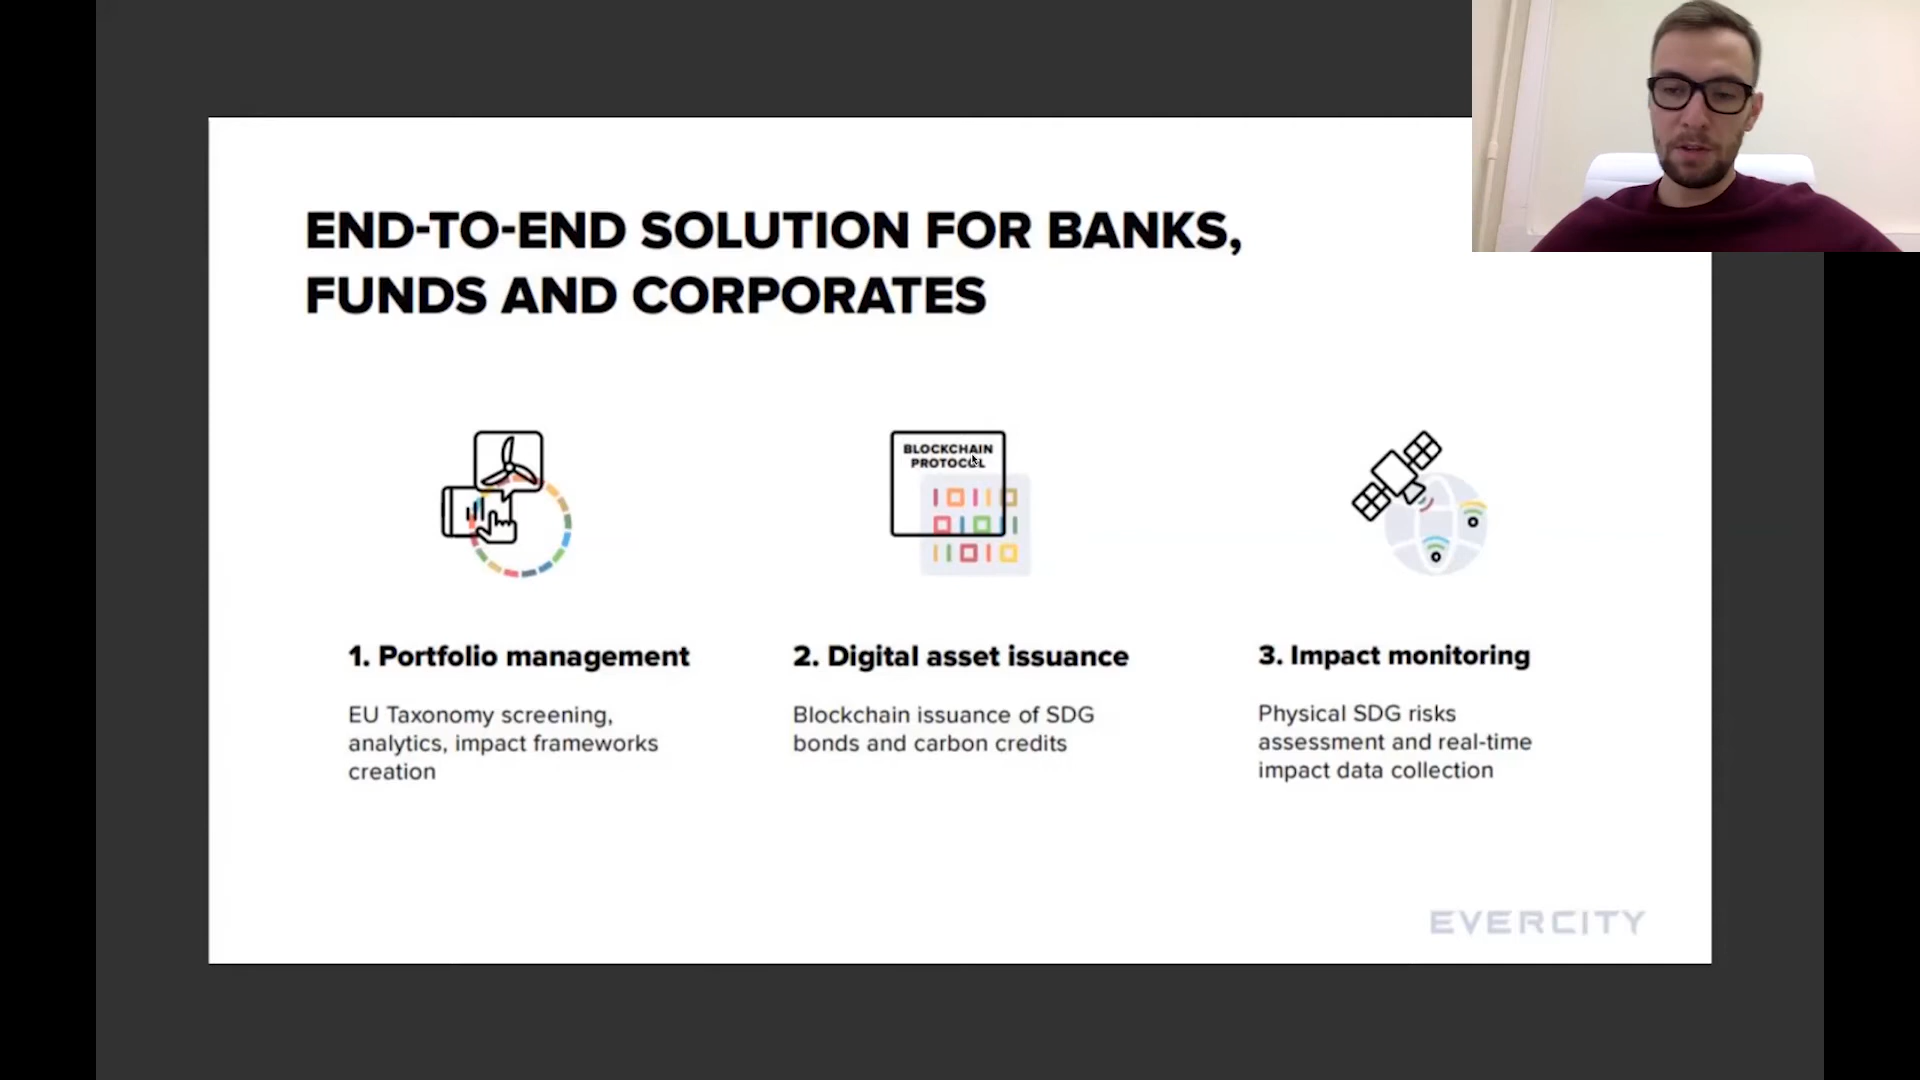 END-TO-END SOLUTION FOR BANKS,
FUNDS AND CORPORATES
BLOCKCHAIN
PROTOCOL
1. Portfolio management
EU Taxonomy screening,
analytics, impact frameworks
creation
2. Digital asset issuance
Blockchain issuance of SDG
bonds and carbon credits
3. Impact monitoring
Physical SDG risks
assessment and real-time
impact data collection
EVERCITY